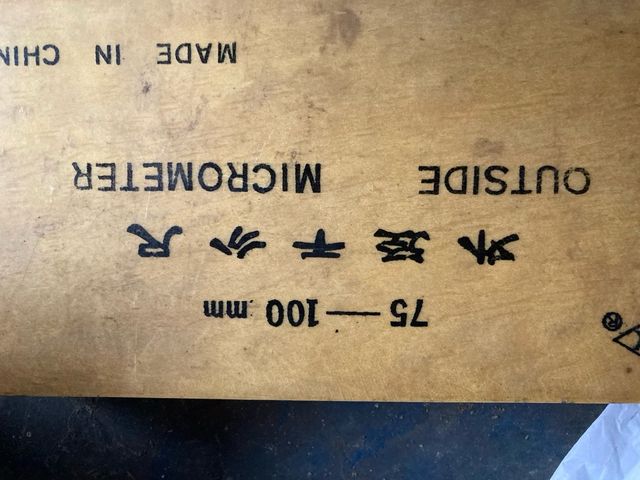 ®
75—100 mm
外径千分尺
OUTSIDE MICROMETER
MADE IN CHIN